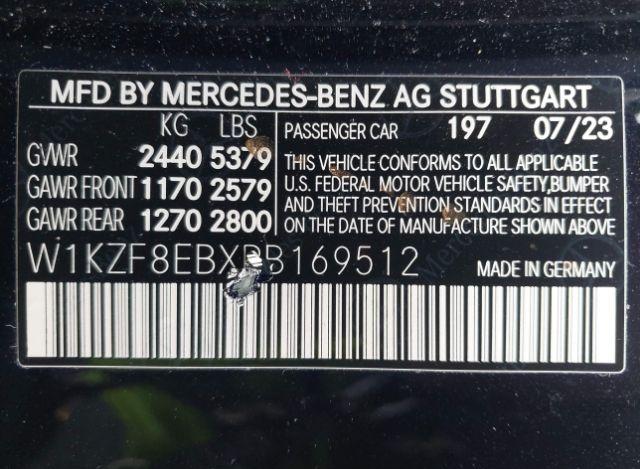 MFD BY MERCEDES-BENZ AG STUTTGART
KG LBS
PASSENGER CAR 197 07/23
GVWR 2440 5379
GAWR FRONT 1170 2579
GAWR REAR 1270 2800
THIS VEHICLE CONFORMS TO ALL APPLICABLE
U.S. FEDERAL MOTOR VEHICLE SAFETY,BUMPER
AND THEFT PREVENTION STANDARDS IN EFFECT
ON THE DATE OF MANUFACTURE SHOWN ABOVE
W1KZF8EBXPB169512
MADE IN GERMANY